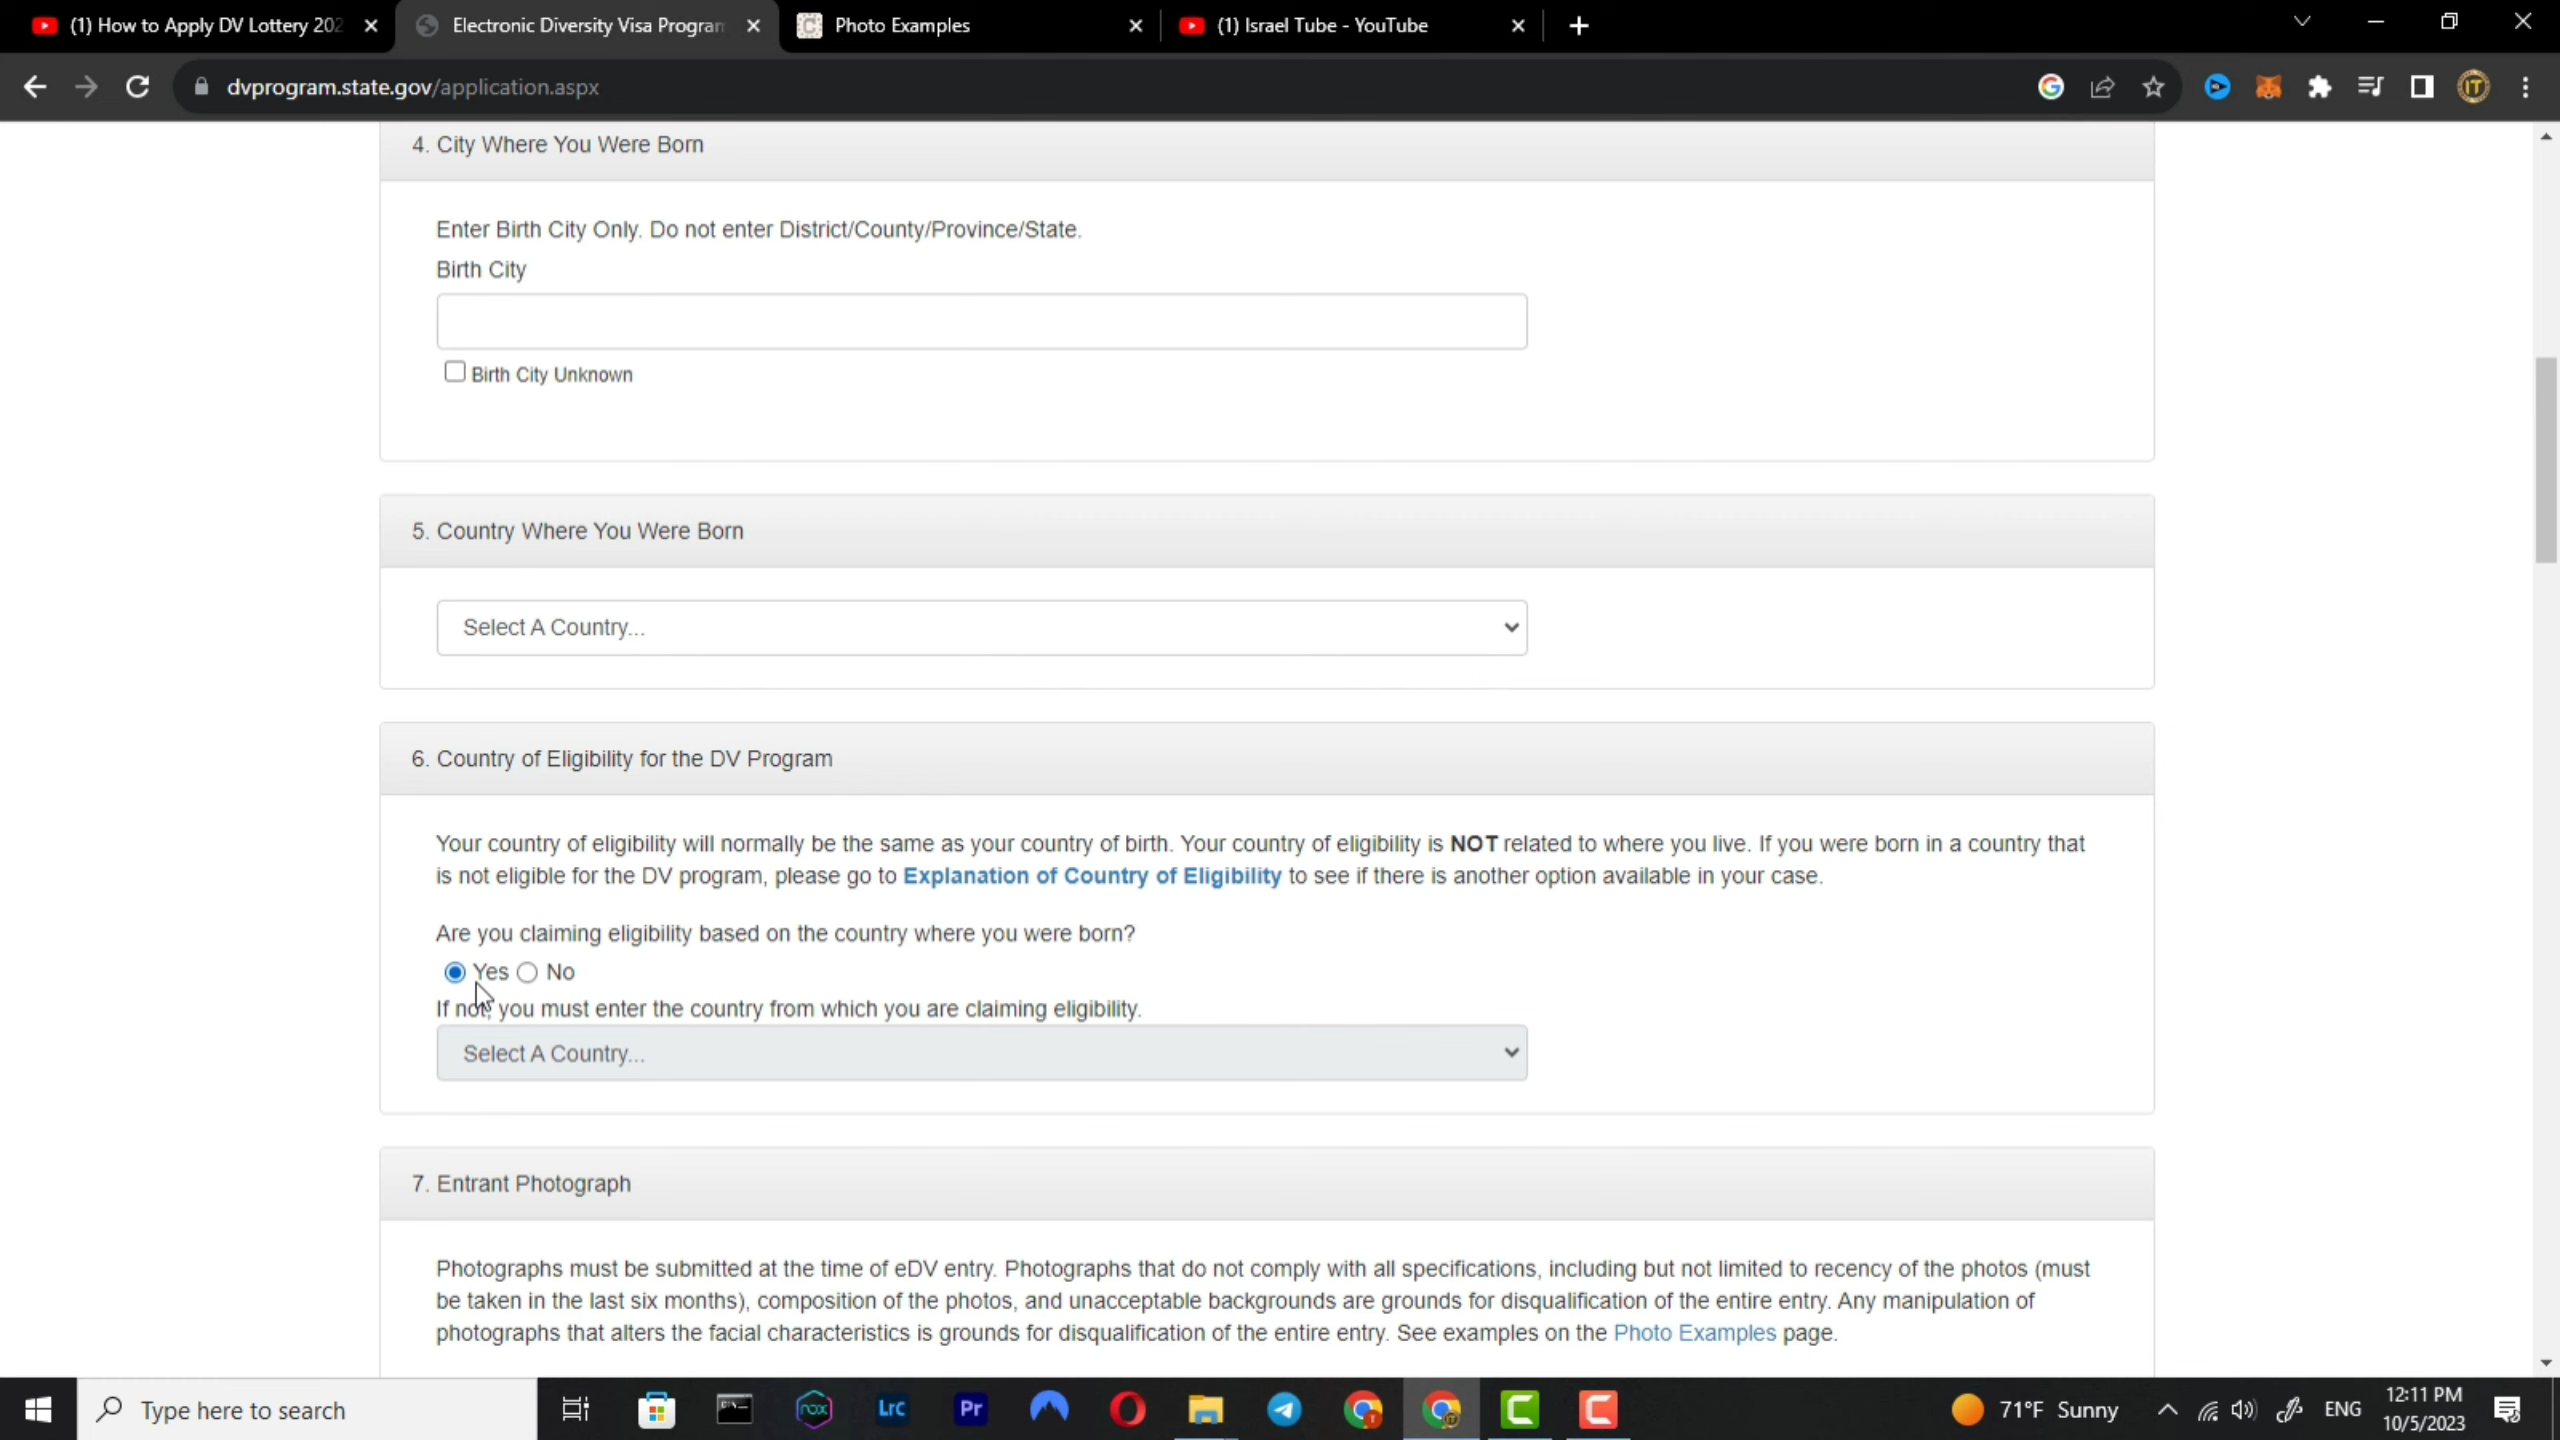 (1) How to Apply DV Lottery 202
Electronic Diversity Visa Program
Photo Examples
(1) Israel Tube - YouTube
dvprogram.state.gov/application.aspx
4. City Where You Were Born
Enter Birth City Only. Do not enter District/County/Province/State.
Birth City
Birth City Unknown
5. Country Where You Were Born
Select A Country...
6. Country of Eligibility for the DV Program
Your country of eligibility will normally be the same as your country of birth. Your country of eligibility is NOT related to where you live. If you were born in a country that
is not eligible for the DV program, please go to Explanation of Country of Eligibility to see if there is another option available in your case.
Are you claiming eligibility based on the country where you were born?
Yes No
If not, you must enter the country from which you are claiming eligibility.
Select A Country...
7. Entrant Photograph
Photographs must be submitted at the time of eDV entry. Photographs that do not comply with all specifications, including but not limited to recency of the photos (must
be taken in the last six months), composition of the photos, and unacceptable backgrounds are grounds for disqualification of the entire entry. Any manipulation of
photographs that alters the facial characteristics is grounds for disqualification of the entire entry. See examples on the Photo Examples page.
Type here to search
nox
LrC
Pr
71°F Sunny
ENG
12:11 PM
10/5/2023